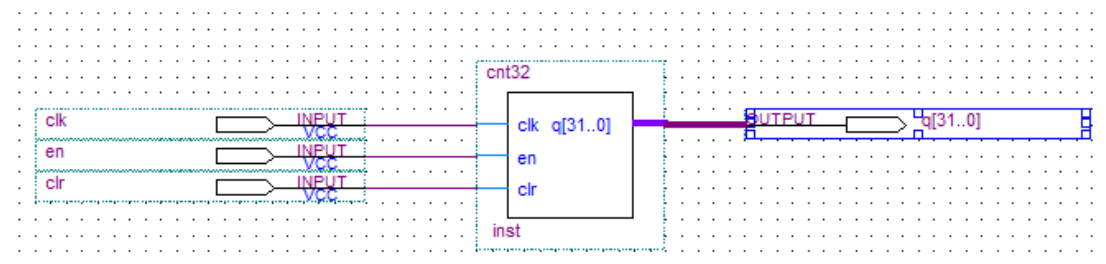 cnt32
clk INPUT VCC
en INPUT VCC
clr INPUT VCC
clk q[31..0]
en
clr
inst
OUTPUT q[31..0]